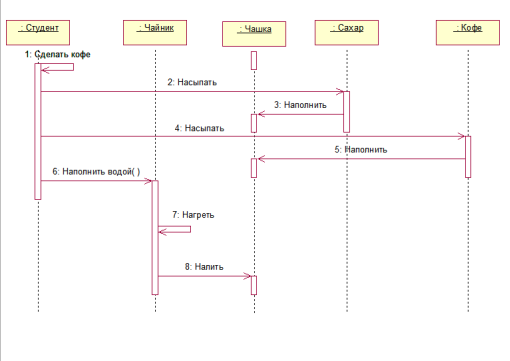 : Студент
: Чайник
: Чашка
: Сахар
: Кофе
1: Сделать кофе
2: Насыпать
3: Наполнить
4: Насыпать
5: Наполнить
6: Наполнить водой( )
7: Нагреть
8: Налить